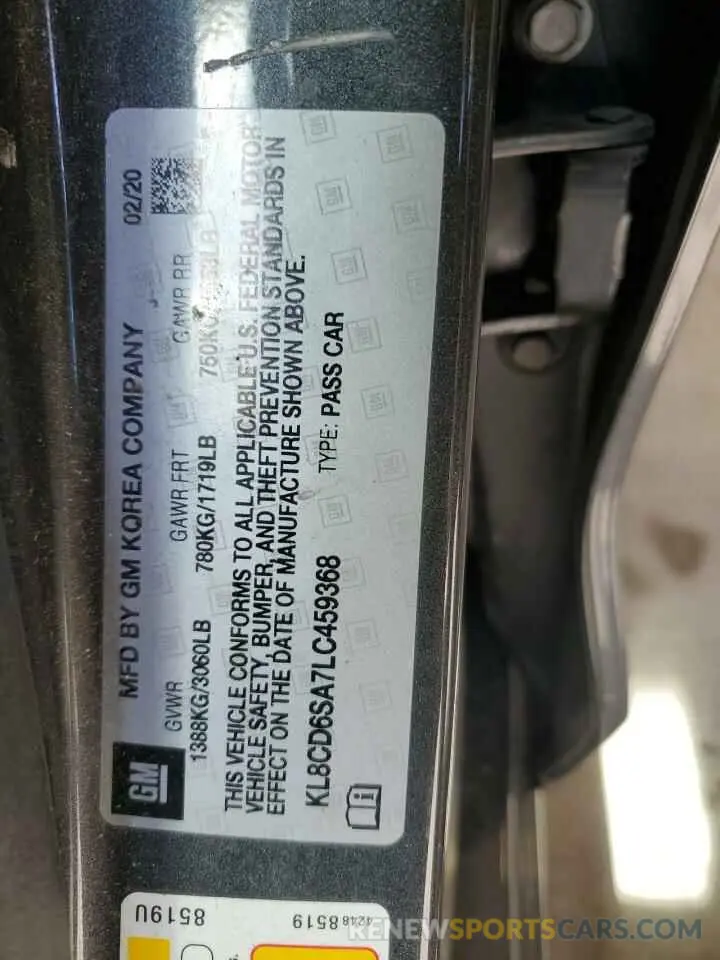 MFD BY GM KOREA COMPANY 02/20
GVWR GAWR FRT GAWR RR
1388KG/3060LB 780KG/1719LB
THIS VEHICLE CONFORMS TO ALL APPLICABLE U.S. FEDERAL MOTOR
VEHICLE SAFETY, BUMPER, AND THEFT PREVENTION STANDARDS IN
EFFECT ON THE DATE OF MANUFACTURE SHOWN ABOVE.
KL8CD6SA7LC459368 TYPE: PASS CAR
GM
i
8519U
4248 8519
RENEWSPORTSCARS.COM